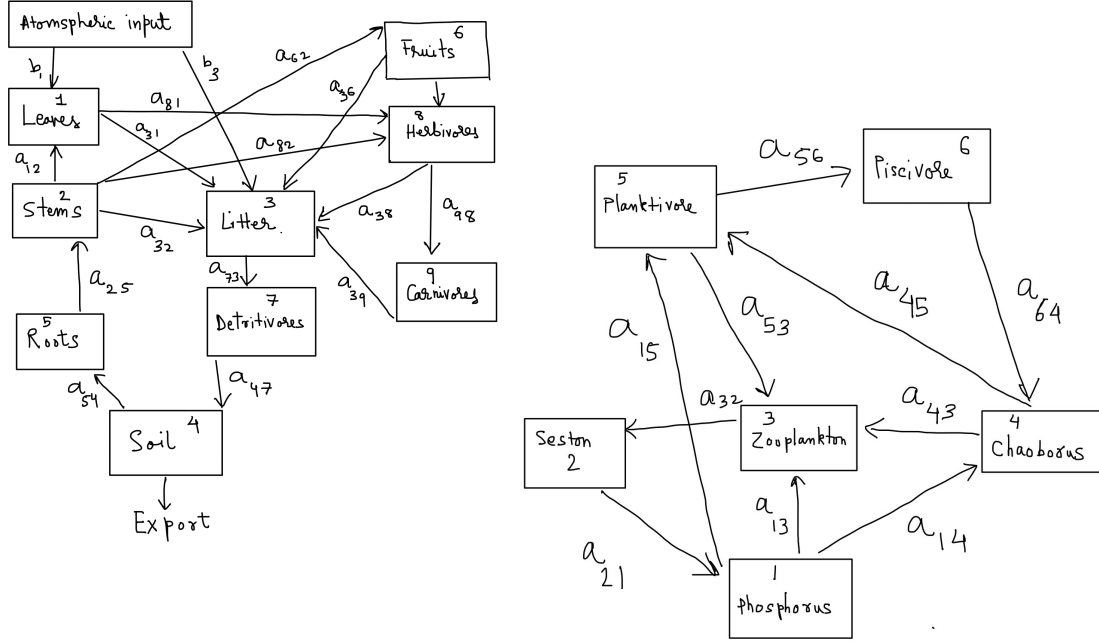 Atomspheric input
b1
b3
a62
6
Fruits
a36
1
Leaves
a81
a31
8
Herbivores
a12
a82
2
Stems
3
Litter.
a32
a38
a98
a73
a39
9
Carnivores
a25
7
Detritivores
5
Roots
a54
a47
Soil 4
Export
a56
6
Piscivore
5
Planktivore
a45
a64
a15
a53
a32
a43
3
Zooplankton
4
Chaoborus
Seston
2
a13
a14
a21
1
Phosphorus